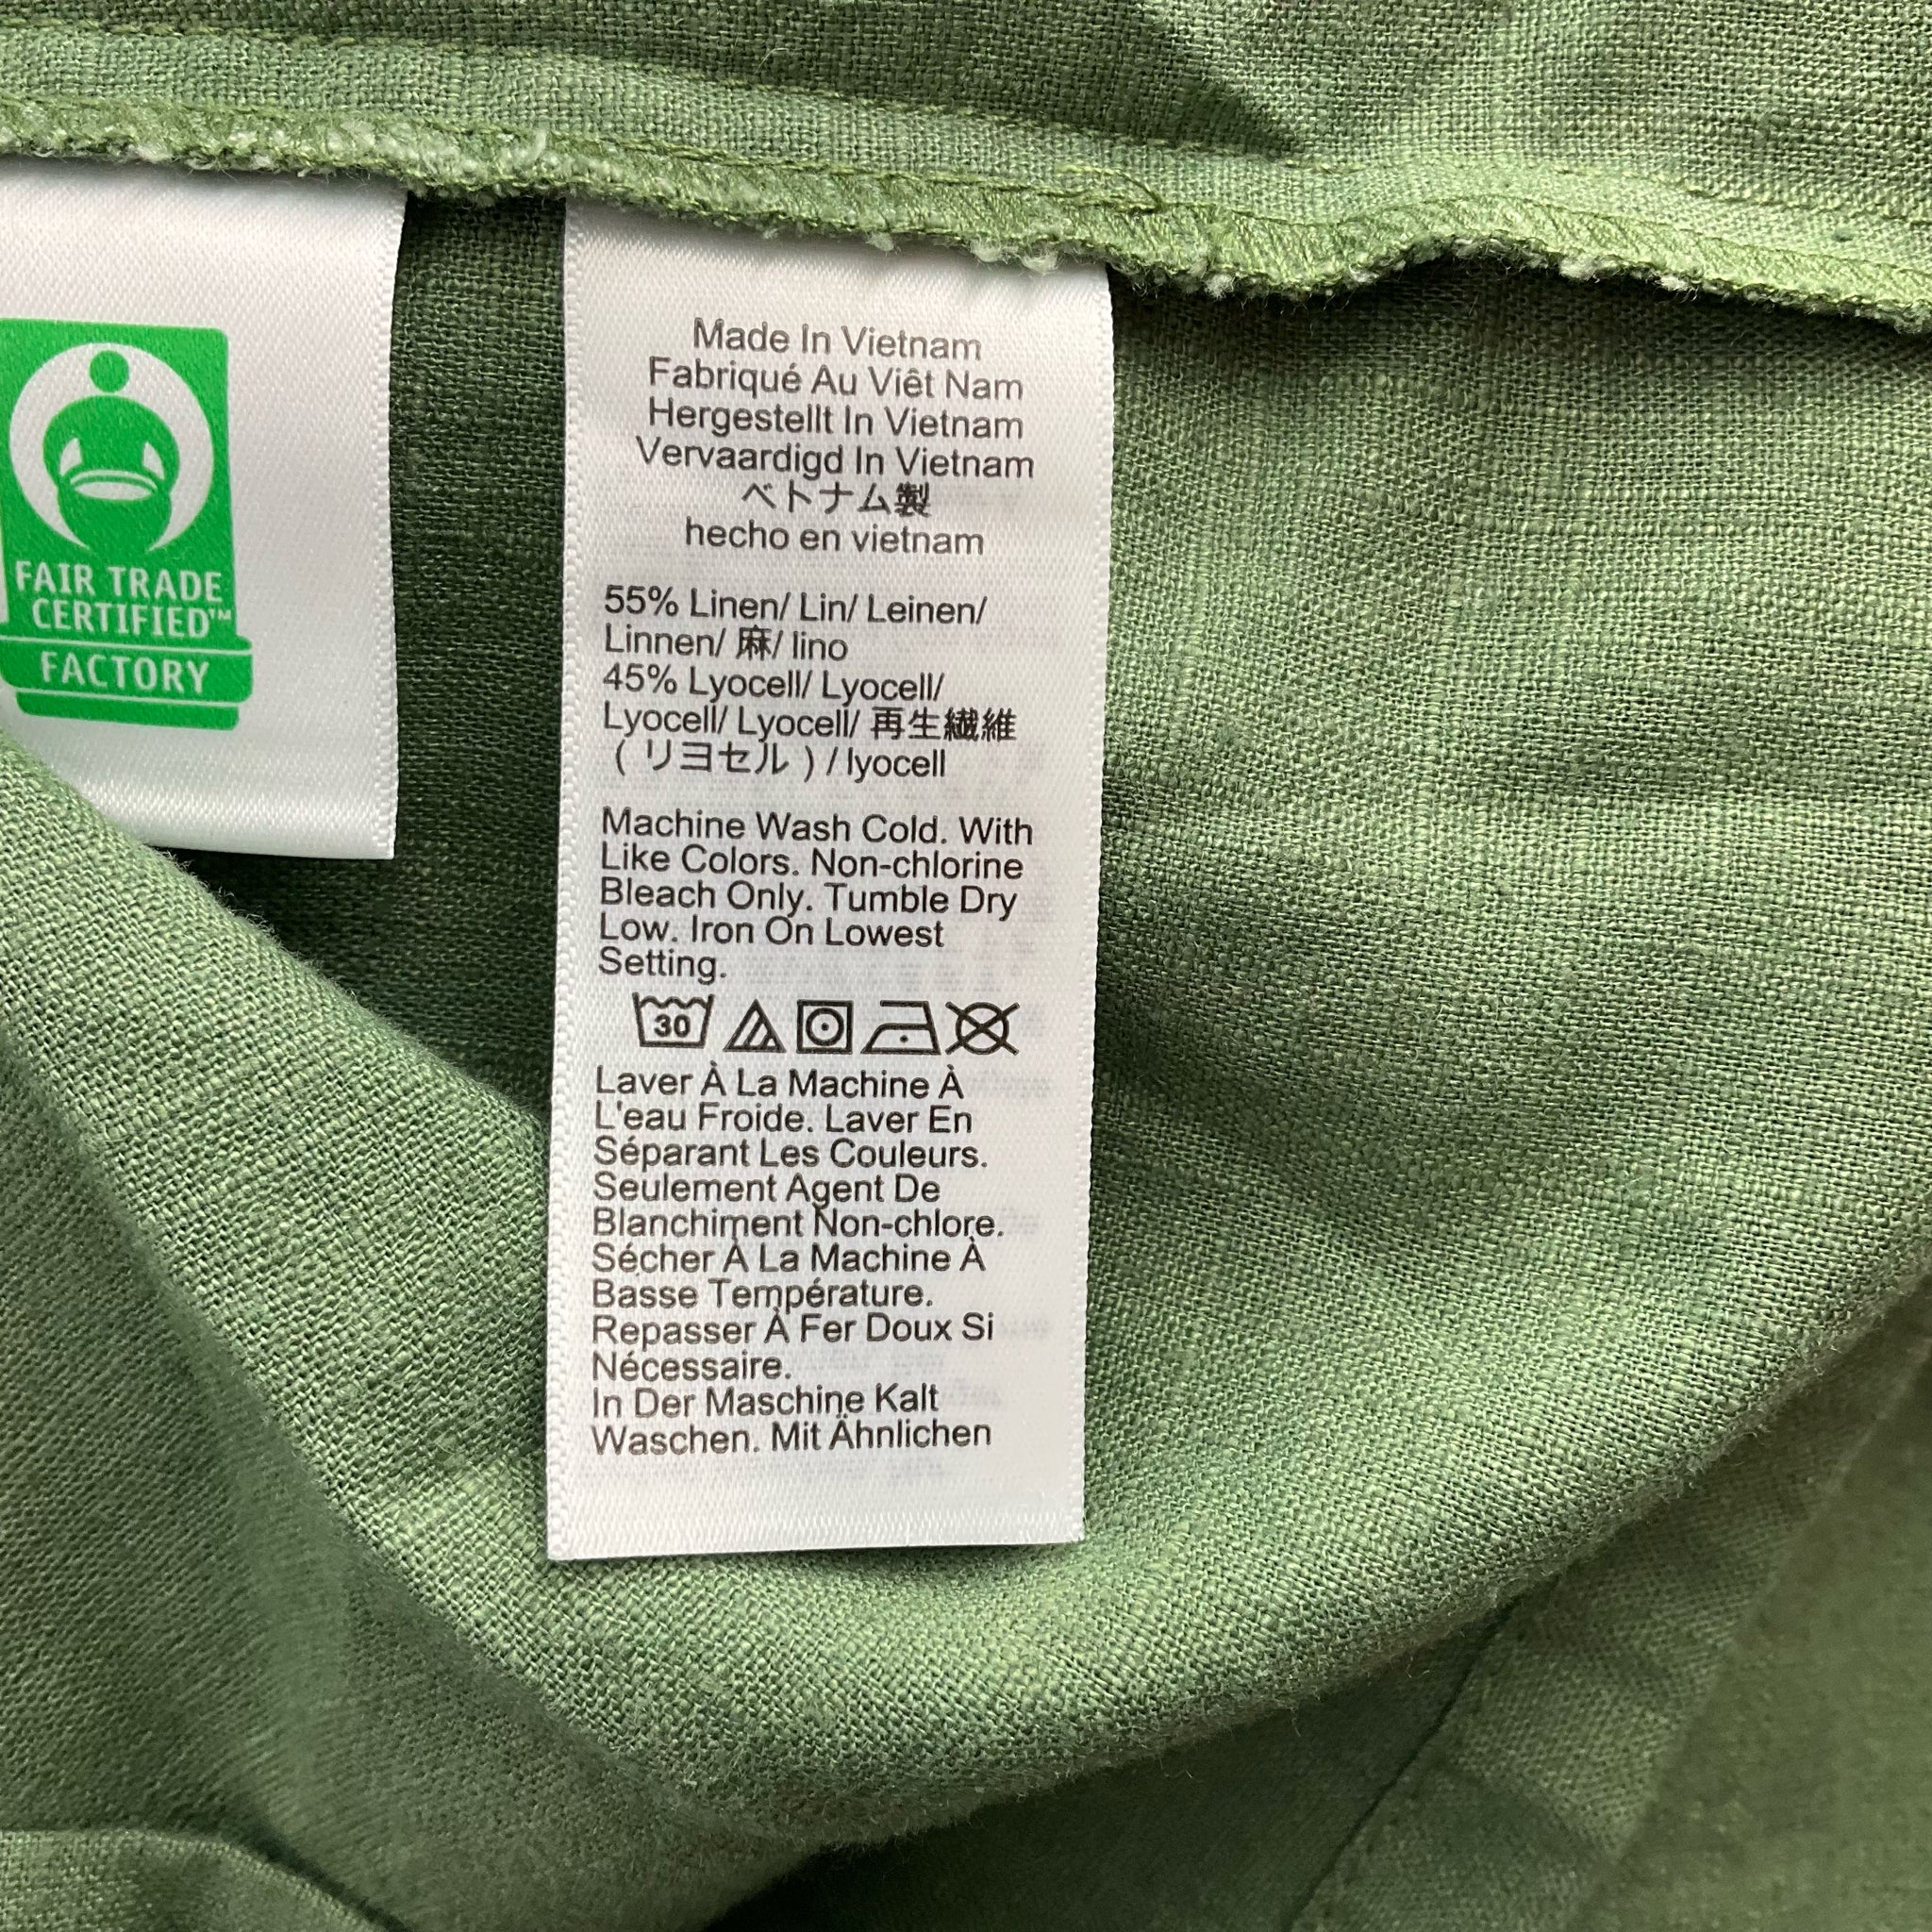 FAIR TRADE
CERTIFIED™
FACTORY
Made In Vietnam
Fabriqué Au Viêt Nam
Hergestellt In Vietnam
Vervaardigd In Vietnam
ベトナム製
hecho en vietnam
55% Linen/ Lin/ Leinen/
Linnen/ 麻/ lino
45% Lyocell/ Lyocell/
Lyocell/ Lyocell/ 再生繊維
( リヨセル ) / lyocell
Machine Wash Cold. With
Like Colors. Non-chlorine
Bleach Only. Tumble Dry
Low. Iron On Lowest
Setting.
30
Laver À La Machine À
L'eau Froide. Laver En
Séparant Les Couleurs.
Seulement Agent De
Blanchiment Non-chlore.
Sécher À La Machine À
Basse Température.
Repasser À Fer Doux Si
Nécessaire.
In Der Maschine Kalt
Waschen. Mit Ähnlichen